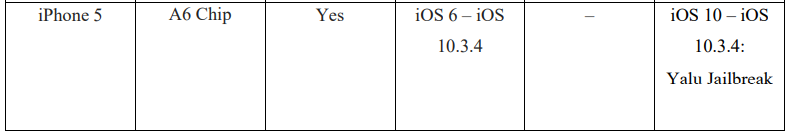 iPhone 5
A6 Chip
Yes
iOS 6 – iOS
10.3.4
–
iOS 10 – iOS
10.3.4:
Yalu Jailbreak